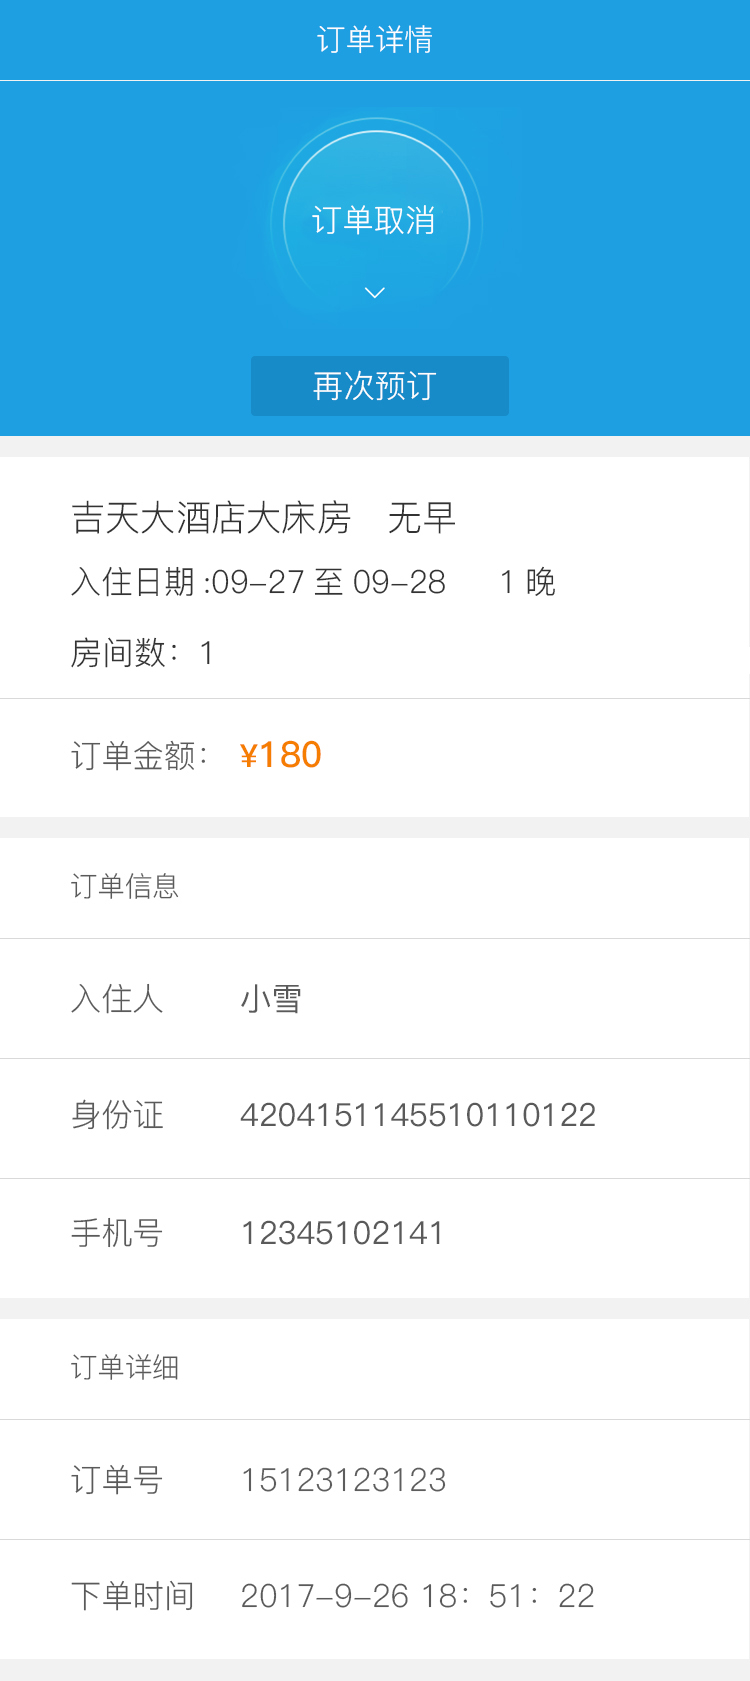 订单详情
订单取消
再次预订
吉天大酒店大床房 无早
入住日期:09-27 至 09-28 1 晚
房间数：1
订单金额： ¥180
订单信息
入住人 小雪
身份证 4204151145510110122
手机号 12345102141
订单详细
订单号 15123123123
下单时间 2017-9-26 18：51：22